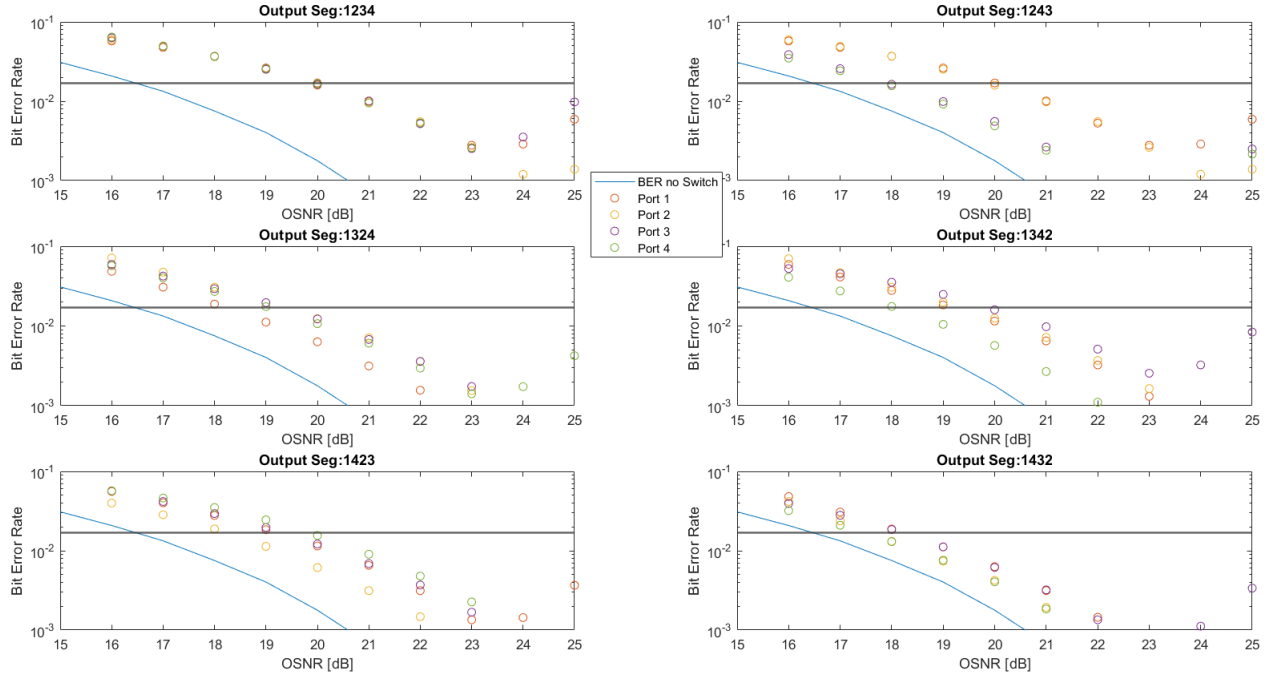 Output Seg:1234
Bit Error Rate
10-1
10-2
10-3
15 16 17 18 19 20 21 22 23 24 25
OSNR [dB]
Output Seg:1243
Bit Error Rate
10-1
10-2
10-3
15 16 17 18 19 20 21 22 23 24 25
OSNR [dB]
BER no Switch
Port 1
Port 2
Port 3
Port 4
Output Seg:1324
Bit Error Rate
10-1
10-2
10-3
15 16 17 18 19 20 21 22 23 24 25
OSNR [dB]
Output Seg:1342
Bit Error Rate
10-1
10-2
10-3
15 16 17 18 19 20 21 22 23 24 25
OSNR [dB]
Output Seg:1423
Bit Error Rate
10-1
10-2
10-3
15 16 17 18 19 20 21 22 23 24 25
OSNR [dB]
Output Seg:1432
Bit Error Rate
10-1
10-2
10-3
15 16 17 18 19 20 21 22 23 24 25
OSNR [dB]